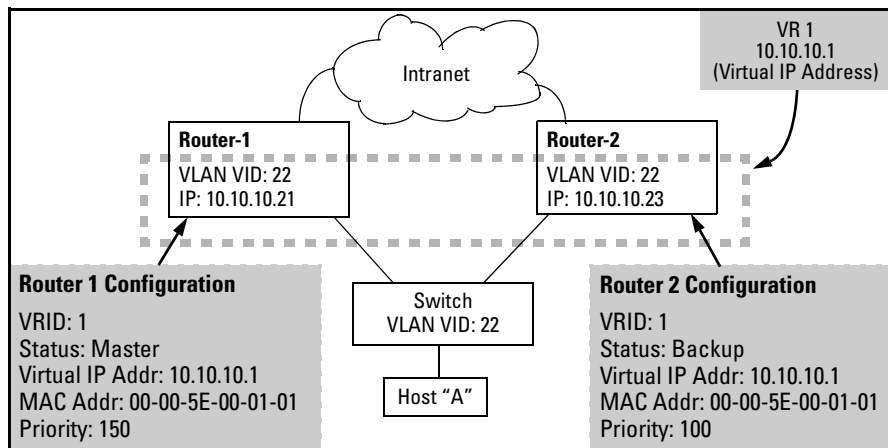 VR 1
10.10.10.1
(Virtual IP Address)
Intranet
Router-1
VLAN VID: 22
IP: 10.10.10.21
Router-2
VLAN VID: 22
IP: 10.10.10.23
Router 1 Configuration
VRID: 1
Status: Master
Virtual IP Addr: 10.10.10.1
MAC Addr: 00-00-5E-00-01-01
Priority: 150
Switch
VLAN VID: 22
Host “A”
Router 2 Configuration
VRID: 1
Status: Backup
Virtual IP Addr: 10.10.10.1
MAC Addr: 00-00-5E-00-01-01
Priority: 100